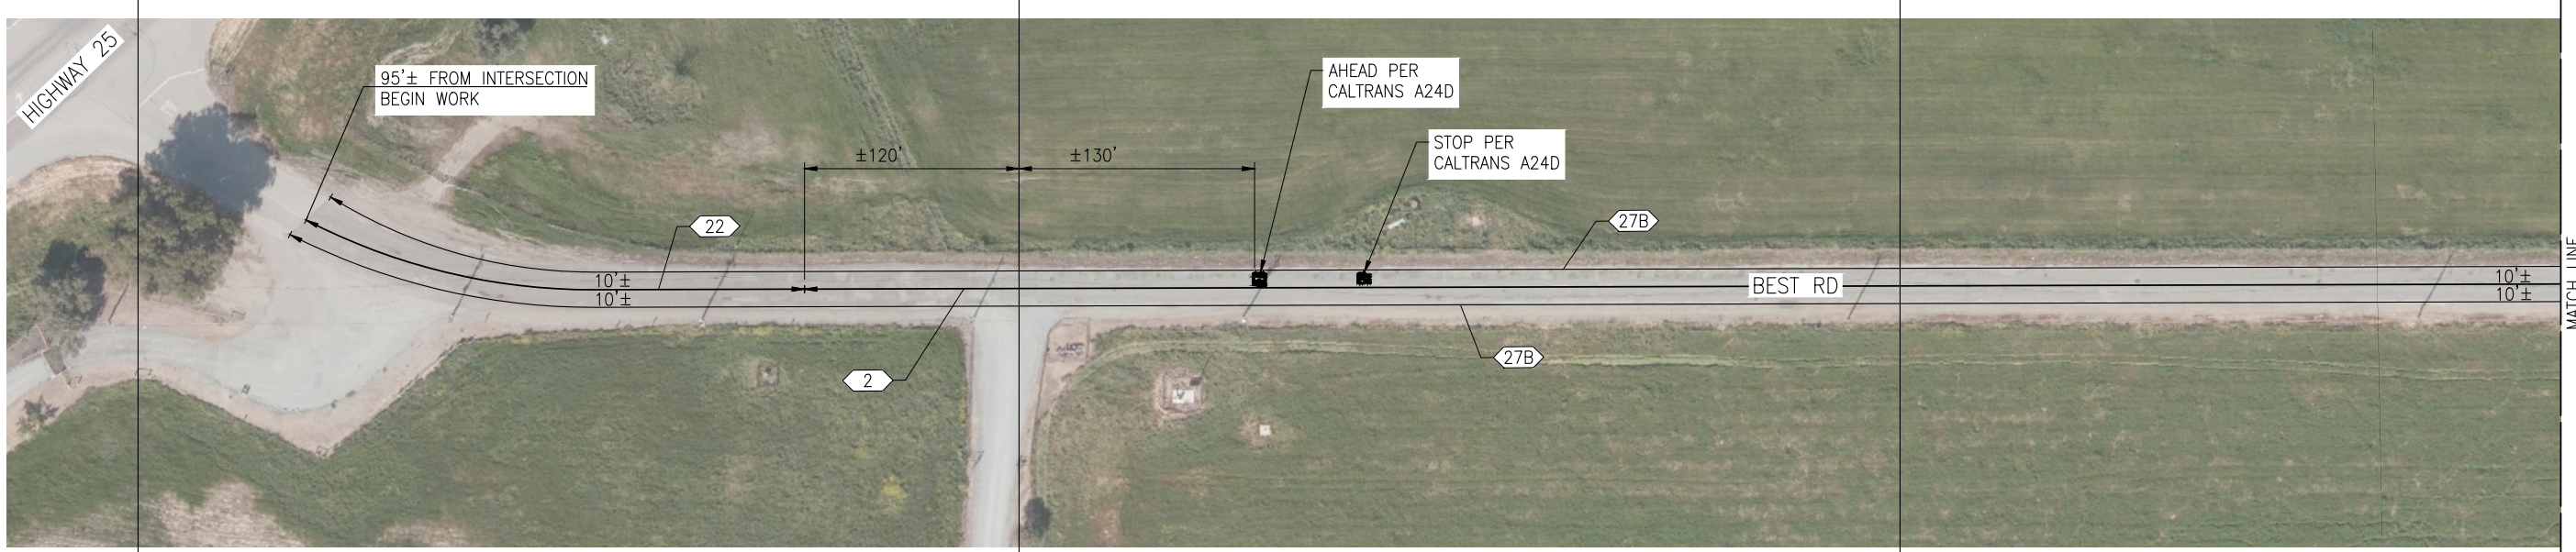 HIGHWAY 25
95'± FROM INTERSECTION
BEGIN WORK
AHEAD PER
CALTRANS A24D
STOP PER
CALTRANS A24D
±120'
±130'
22
27B
10'±
10'±
BEST RD
10'±
10'±
MATCH LINE
2
27B